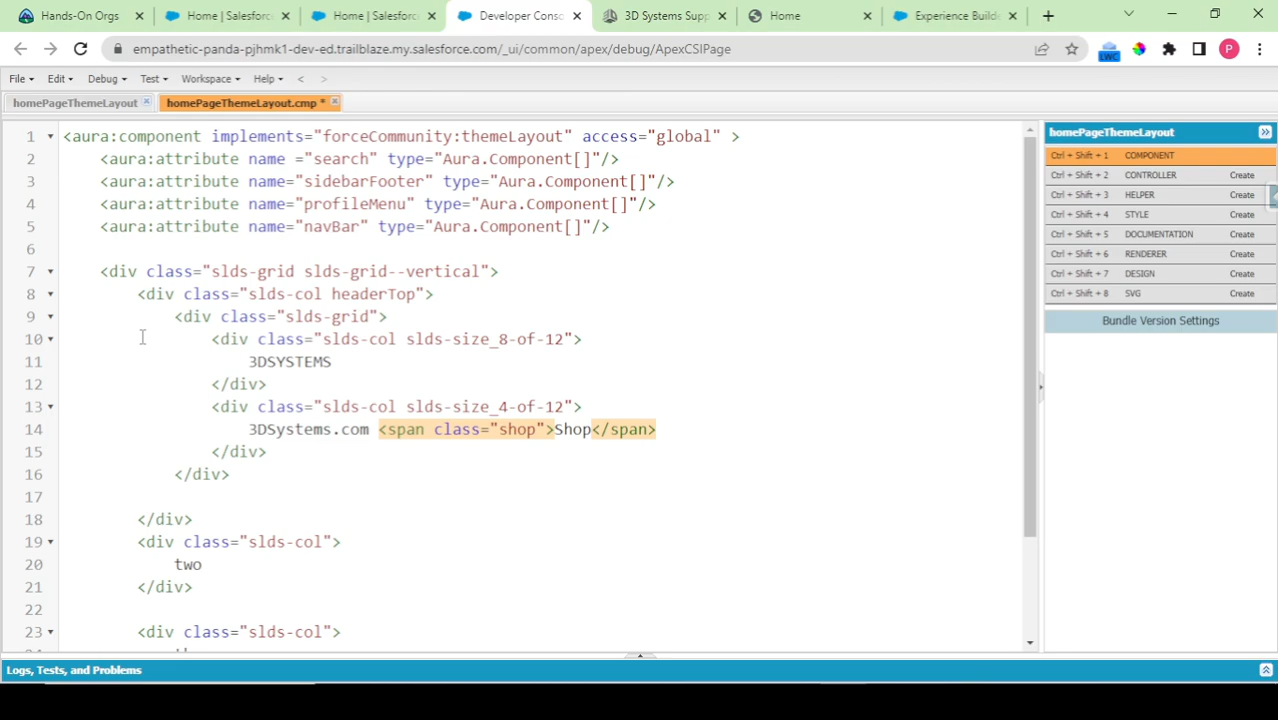 Hands-On Orgs
Home | Salesforc
Home | Salesforc
Developer Conso
3D Systems Supp
Home
Experience Builde
empathetic-panda-pjhmk1-dev-ed.trailblaze.my.salesforce.com/_ui/common/apex/debug/ApexCSIPage
LWC
P
File Edit Debug Test Workspace Help < >
homePageThemeLayout
homePageThemeLayout.cmp *
1 <aura:component implements="forceCommunity:themeLayout" access="global" >
2 <aura:attribute name ="search" type="Aura.Component[]"/>
3 <aura:attribute name="sidebarFooter" type="Aura.Component[]"/>
4 <aura:attribute name="profileMenu" type="Aura.Component[]"/>
5 <aura:attribute name="navBar" type="Aura.Component[]"/>
6
7 <div class="slds-grid slds-grid--vertical">
8 <div class="slds-col headerTop">
9 <div class="slds-grid">
10 <div class="slds-col slds-size_8-of-12">
11 3DSYSTEMS
12 </div>
13 <div class="slds-col slds-size_4-of-12">
14 3DSystems.com <span class="shop">Shop</span>
15 </div>
16 </div>
17
18 </div>
19 <div class="slds-col">
20 two
21 </div>
22
23 <div class="slds-col">
homePageThemeLayout
Ctrl + Shift + 1 COMPONENT
Ctrl + Shift + 2 CONTROLLER Create
Ctrl + Shift + 3 HELPER Create
Ctrl + Shift + 4 STYLE Create
Ctrl + Shift + 5 DOCUMENTATION Create
Ctrl + Shift + 6 RENDERER Create
Ctrl + Shift + 7 DESIGN Create
Ctrl + Shift + 8 SVG Create
Bundle Version Settings
Logs, Tests, and Problems